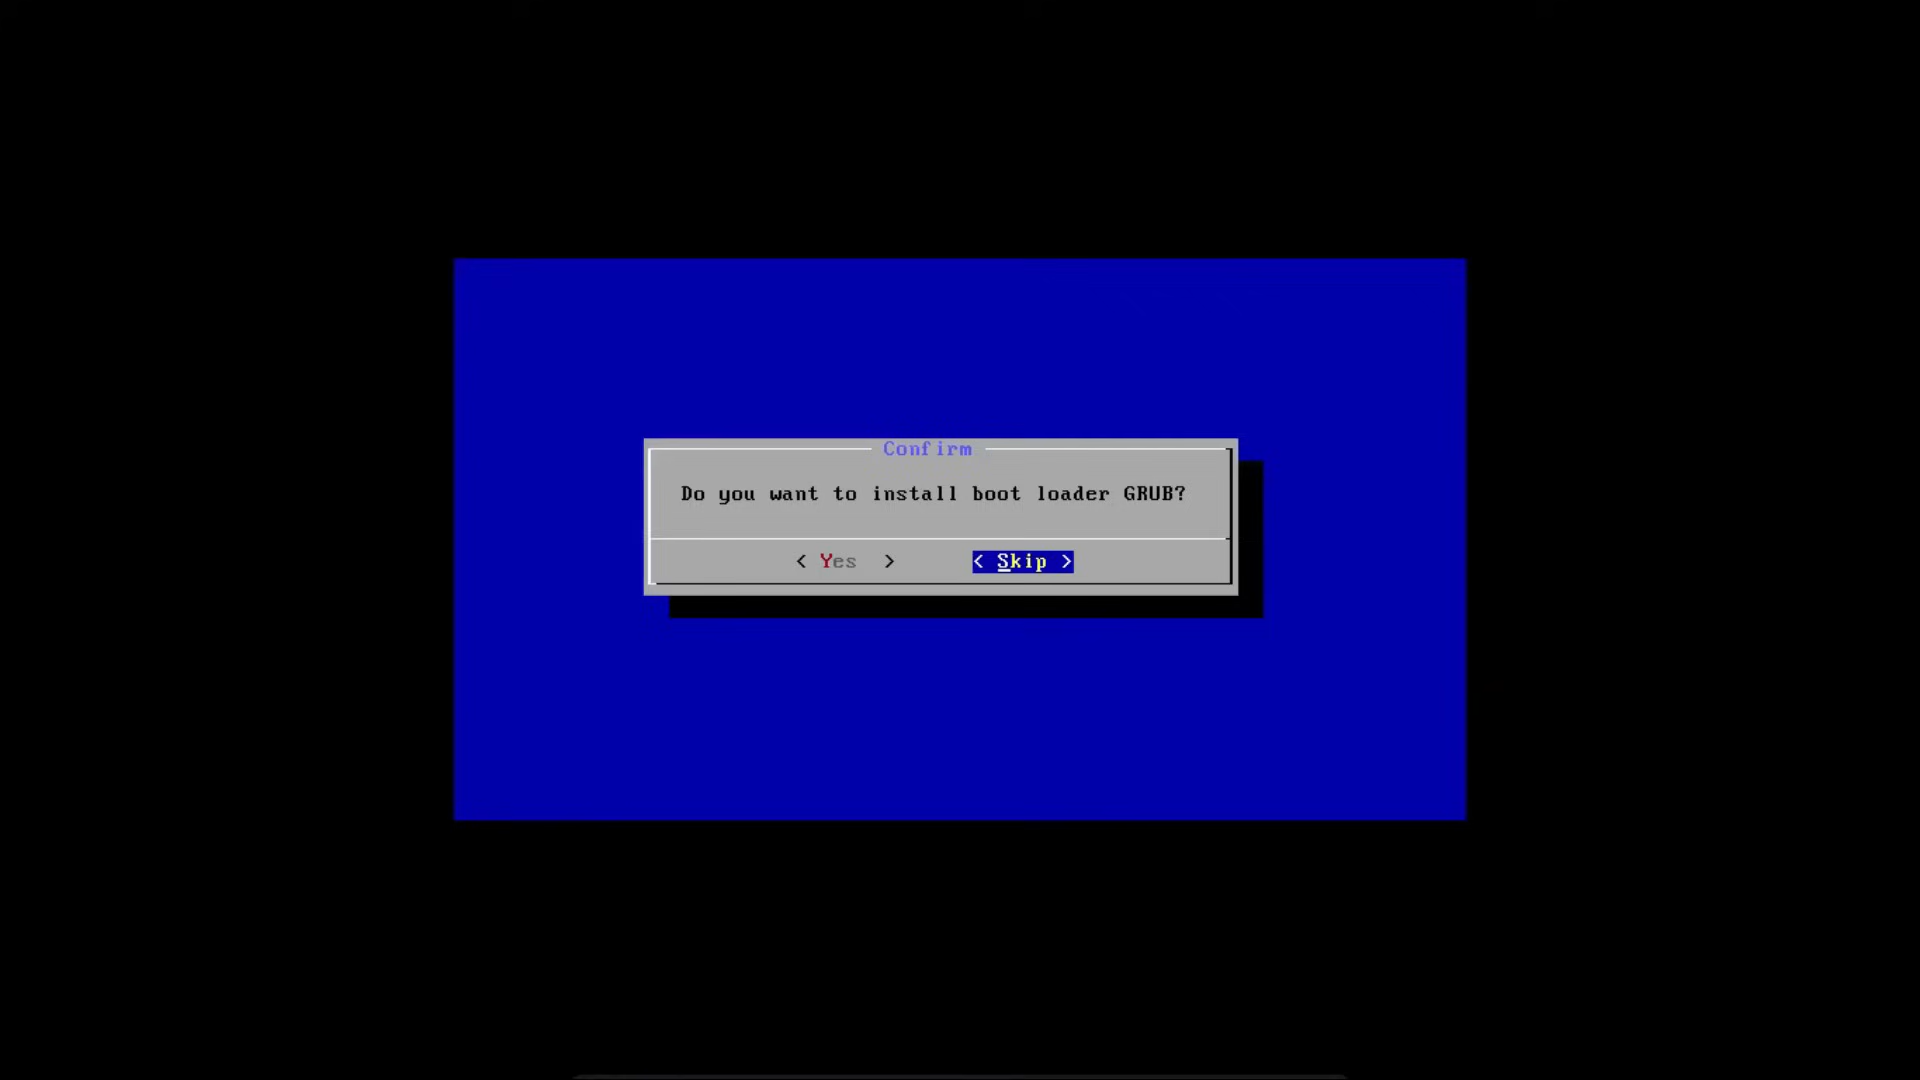 Confirm
Do you want to install boot loader GRUB?
< Yes > < Skip >